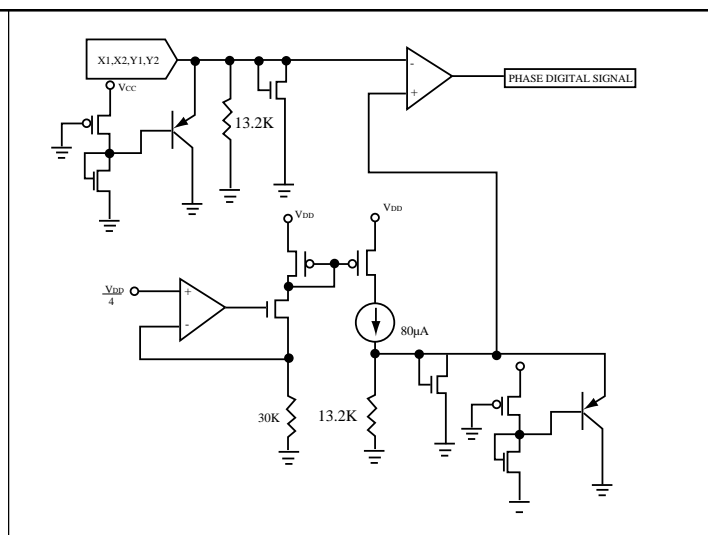 X1,X2,Y1,Y2
VCC
13.2K
-
+
PHASE DIGITAL SIGNAL
VDD
VDD
VDD
4
+
-
80µA
30K
13.2K